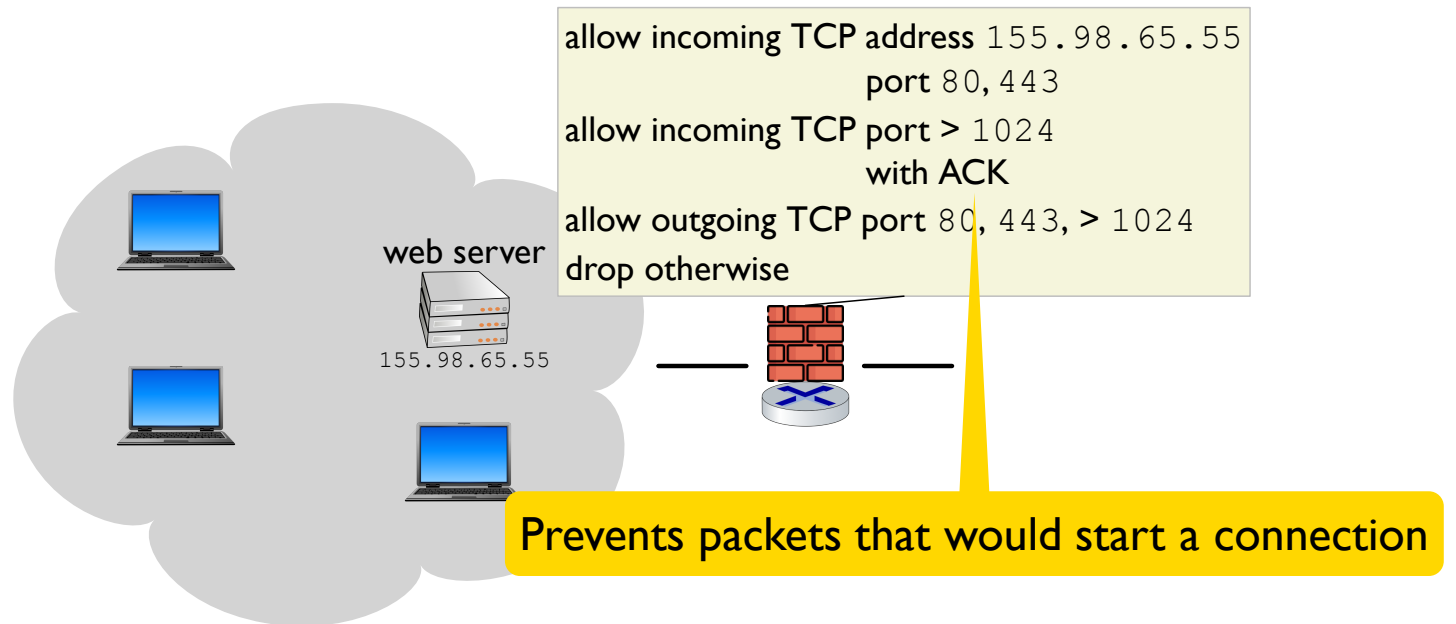 allow incoming TCP address 155.98.65.55
port 80, 443
allow incoming TCP port > 1024
with ACK
allow outgoing TCP port 80, 443, > 1024
drop otherwise
web server
155.98.65.55
Prevents packets that would start a connection